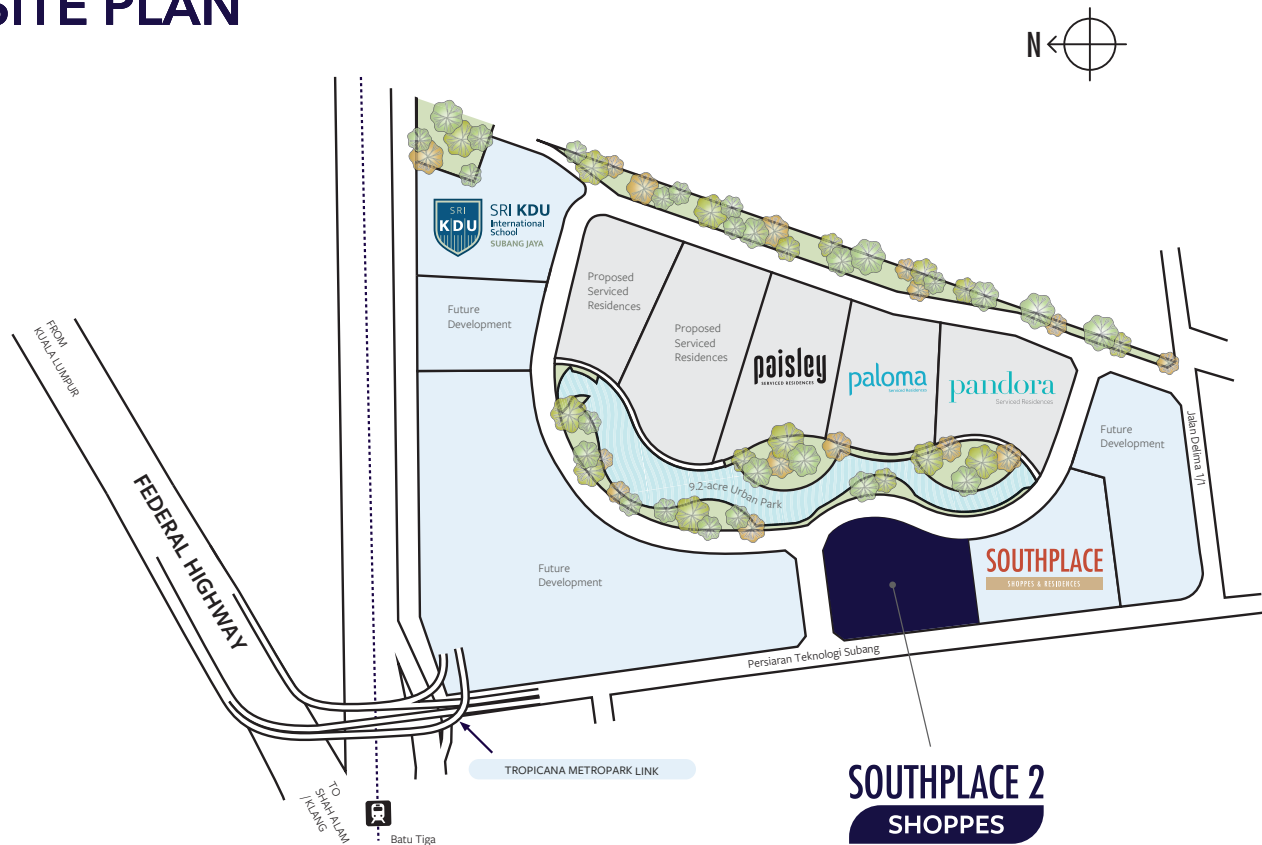 SITE PLAN
N
SRI
KDU
SRI KDU
International
School
SUBANG JAYA
Future
Development
Proposed
Serviced
Residences
Proposed
Serviced
Residences
paisley
SERVICED RESIDENCES
paloma
Serviced Residences
pandora
Serviced Residences
Future
Development
Jalan Delima 1/1
FROM
KUALA LUMPUR
FEDERAL HIGHWAY
9.2-acre Urban Park
Future
Development
SOUTHPLACE
SHOPPES & RESIDENCES
Persiaran Teknologi Subang
TROPICANA METROPARK LINK
TO
SHAH ALAM
/KLANG
Batu Tiga
SOUTHPLACE 2
SHOPPES